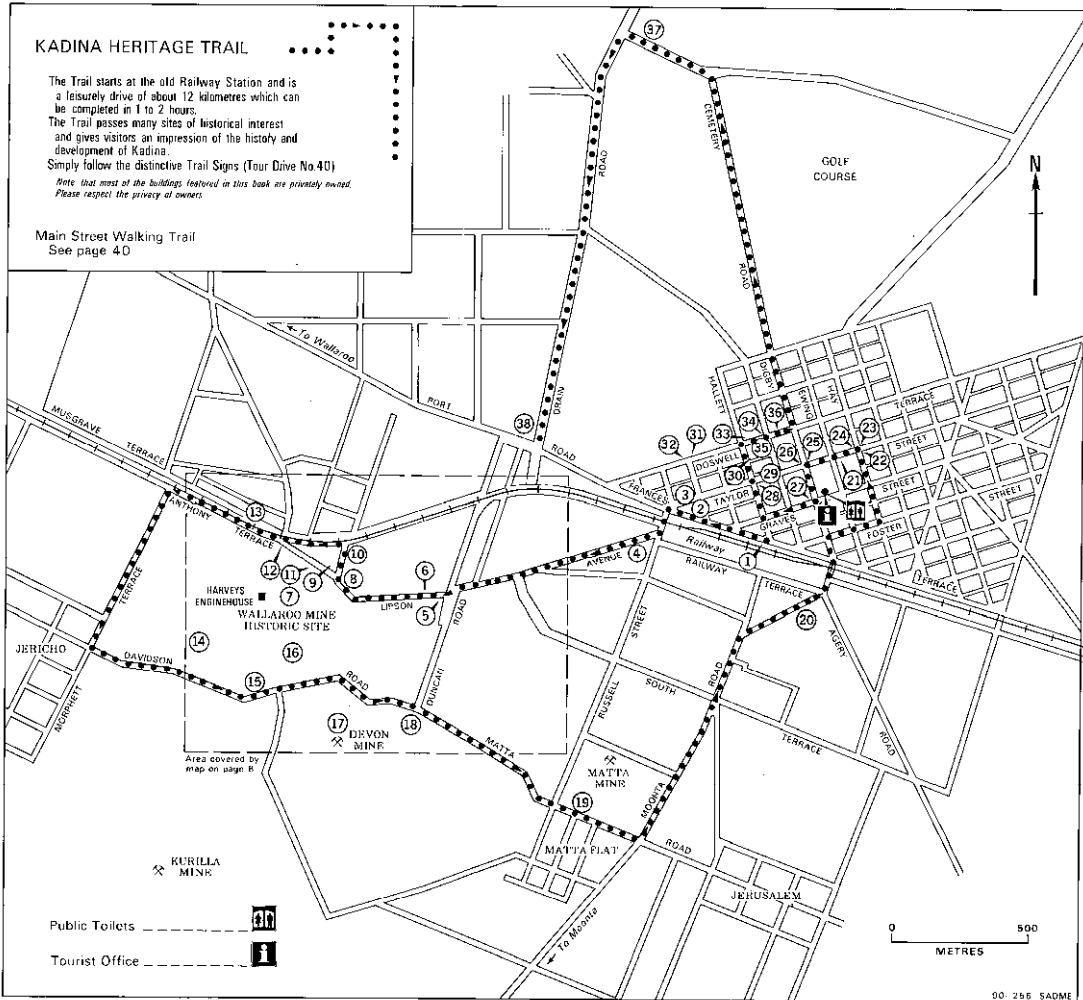 KADINA HERITAGE TRAIL
The Trail starts at the old Railway Station and is
a leisurely drive of about 12 kilometres which can
be completed in 1 to 2 hours.
The Trail passes many sites of historical interest
and gives visitors an impression of the history and
development of Kadina.
Simply follow the distinctive Trail Signs (Tour Drive No.40)
Note that most of the buildings featured in this book are privately owned.
Please respect the privacy of owners
Main Street Walking Trail
See page 40
37
CEMETERY
ROAD
ROAD
GOLF
COURSE
N
To Wallaroo
PORT
ROAD
DRAIN
38
MUSGRAVE
TERRACE
HALLETT
DIGBY
EWING
HAY
TERRACE
STREET
STREET
STREET
31
32
33
34
35
36
DOSWELL
30
29
28
26
25
24
23
22
21
27
FRANCES
TAYLOR
GRAVES
FOSTER
TERRACE
3
2
1
4
i
Railway
RAILWAY
TERRACE
ANTHONY
TERRACE
13
12
11
10
9
8
7
6
5
LIPSON
AVENUE
HARVEYS
ENGINEHOUSE
WALLAROO MINE
HISTORIC SITE
TERRACE
JERICHO
MORPHETT
DAVIDSON
ROAD
14
15
16
17
18
DEVON
MINE
DUNCAN
ROAD
MATTA
ROAD
Area covered by
map on page 8
20
STREET
RUSSELL
SOUTH
TERRACE
AGERY
ROAD
MOONTA
ROAD
MATTA
MINE
19
MATTA FLAT
JERUSALEM
To Moonta
KURILLA
MINE
Public Toilets
Tourist Office
i
0 500
METRES
90-256 SADME